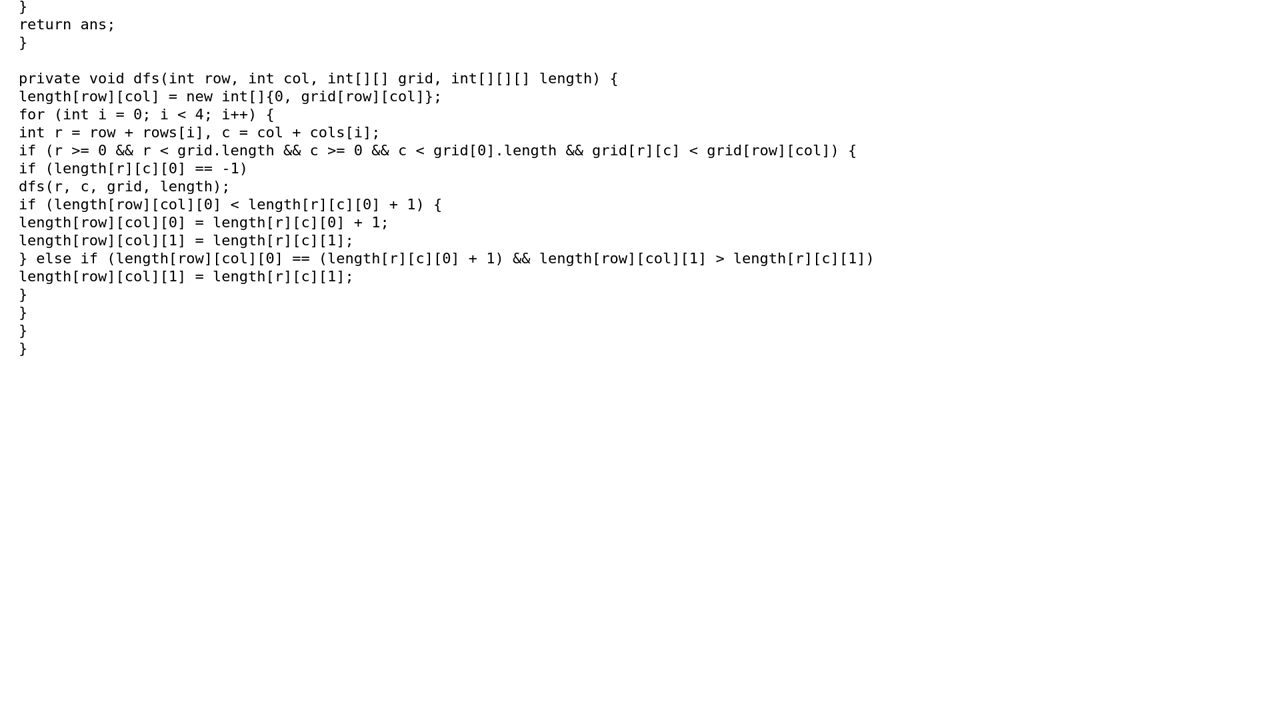 }
return ans;
}
private void dfs(int row, int col, int[][] grid, int[][][] length) {
length[row][col] = new int[]{0, grid[row][col]};
for (int i = 0; i < 4; i++) {
int r = row + rows[i], c = col + cols[i];
if (r >= 0 && r < grid.length && c >= 0 && c < grid[0].length && grid[r][c] < grid[row][col]) {
if (length[r][c][0] == -1)
dfs(r, c, grid, length);
if (length[row][col][0] < length[r][c][0] + 1) {
length[row][col][0] = length[r][c][0] + 1;
length[row][col][1] = length[r][c][1];
} else if (length[row][col][0] == (length[r][c][0] + 1) && length[row][col][1] > length[r][c][1])
length[row][col][1] = length[r][c][1];
}
}
}
}